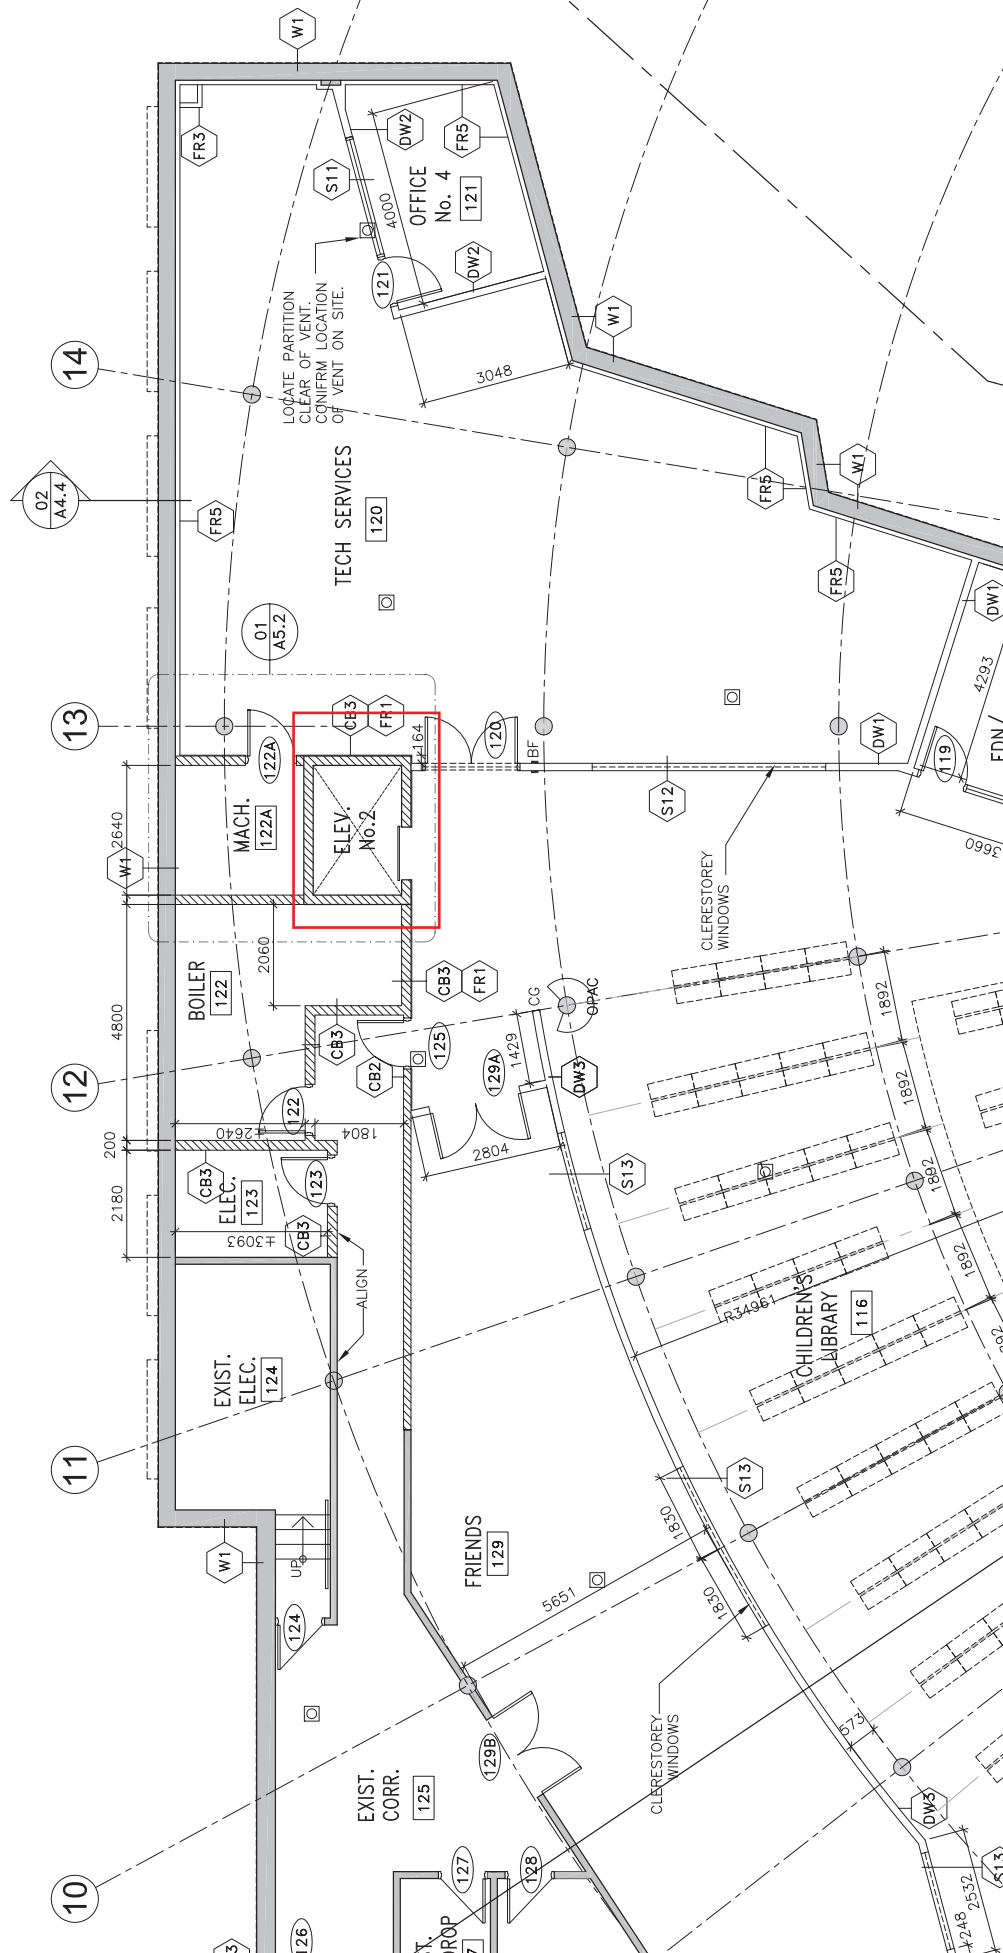 W1
FR3
DW2
FR5
S11
4000
OFFICE
No. 4
121
121
DW2
LOCATE PARTITION
CLEAR OF VENT.
CONIFRM LOCATION
OF VENT ON SITE.
W1
3048
14
02
A4.4
FR5
TECH SERVICES
120
W1
FR5
FR5
01
A5.2
DW1
4293
13
CB3
FR1
164
120
BF
DW1
119
122A
MACH.
122A
2640
W1
ELEV.
No.2
S12
3660
CLERESTOREY
WINDOWS
2060
BOILER
122
CB3
FR1
CG
OPAC
1892
4800
CB3
125
CB2
129A
1429
DW3
1892
12
122
±2640
1804
200
2804
S13
1892
CB3
ELEC.
123
123
2180
±3093
CB3
ALIGN
1892
R34961
CHILDREN'S
LIBRARY
116
EXIST.
ELEC.
124
11
S13
1830
W1
UP
FRIENDS
129
5651
1830
124
CLERESTOREY
WINDOWS
573
129B
EXIST.
CORR.
125
DW3
10
127
128
S13
2532
248
126